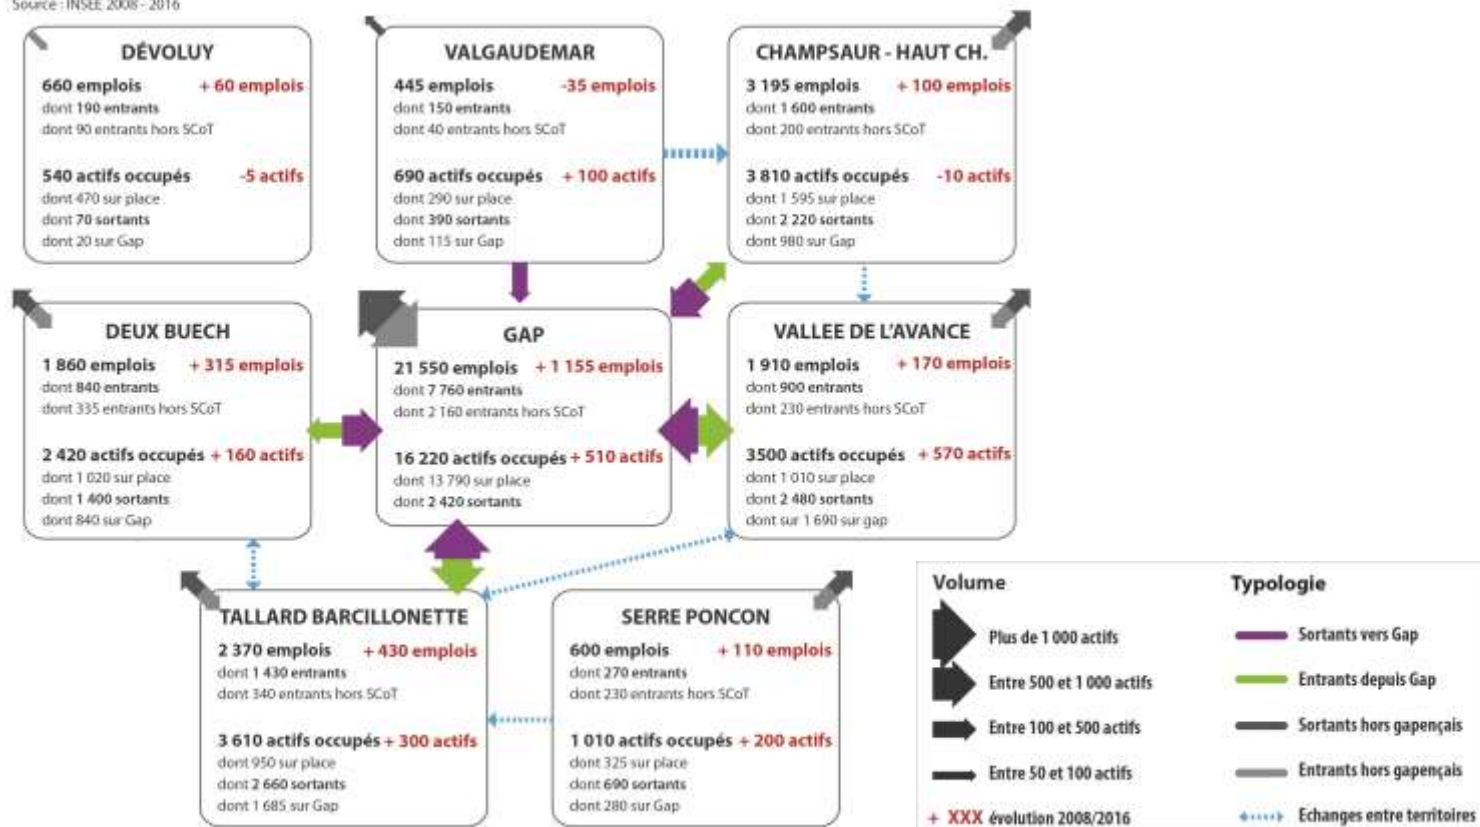 Source : INSEE 2008 - 2016
DÉVOLUY
660 emplois + 60 emplois
dont 190 entrants
dont 90 entrants hors SCoT
540 actifs occupés -5 actifs
dont 470 sur place
dont 70 sortants
dont 20 sur Gap
VALGAUDEMAR
445 emplois -35 emplois
dont 150 entrants
dont 40 entrants hors SCoT
690 actifs occupés + 100 actifs
dont 290 sur place
dont 390 sortants
dont 115 sur Gap
CHAMPSAUR - HAUT CH.
3 195 emplois + 100 emplois
dont 1 600 entrants
dont 200 entrants hors SCoT
3 810 actifs occupés -10 actifs
dont 1 595 sur place
dont 2 220 sortants
dont 980 sur Gap
DEUX BUECH
1 860 emplois + 315 emplois
dont 840 entrants
dont 335 entrants hors SCoT
2 420 actifs occupés + 160 actifs
dont 1 020 sur place
dont 1 400 sortants
dont 840 sur Gap
GAP
21 550 emplois + 1 155 emplois
dont 7 760 entrants
dont 2 160 entrants hors SCoT
16 220 actifs occupés + 510 actifs
dont 13 790 sur place
dont 2 420 sortants
VALLEE DE L'AVANCE
1 910 emplois + 170 emplois
dont 900 entrants
dont 230 entrants hors SCoT
3500 actifs occupés + 570 actifs
dont 1 010 sur place
dont 2 480 sortants
dont sur 1 690 sur gap
TALLARD BARCILLONETTE
2 370 emplois + 430 emplois
dont 1 430 entrants
dont 340 entrants hors SCoT
3 610 actifs occupés + 300 actifs
dont 950 sur place
dont 2 660 sortants
dont 1 685 sur Gap
SERRE PONCON
600 emplois + 110 emplois
dont 270 entrants
dont 230 entrants hors SCoT
1 010 actifs occupés + 200 actifs
dont 325 sur place
dont 690 sortants
dont 280 sur Gap
Volume
Plus de 1 000 actifs
Entre 500 et 1 000 actifs
Entre 100 et 500 actifs
Entre 50 et 100 actifs
+ XXX évolution 2008/2016
Typologie
Sortants vers Gap
Entrants depuis Gap
Sortants hors gapençais
Entrants hors gapençais
Echanges entre territoires